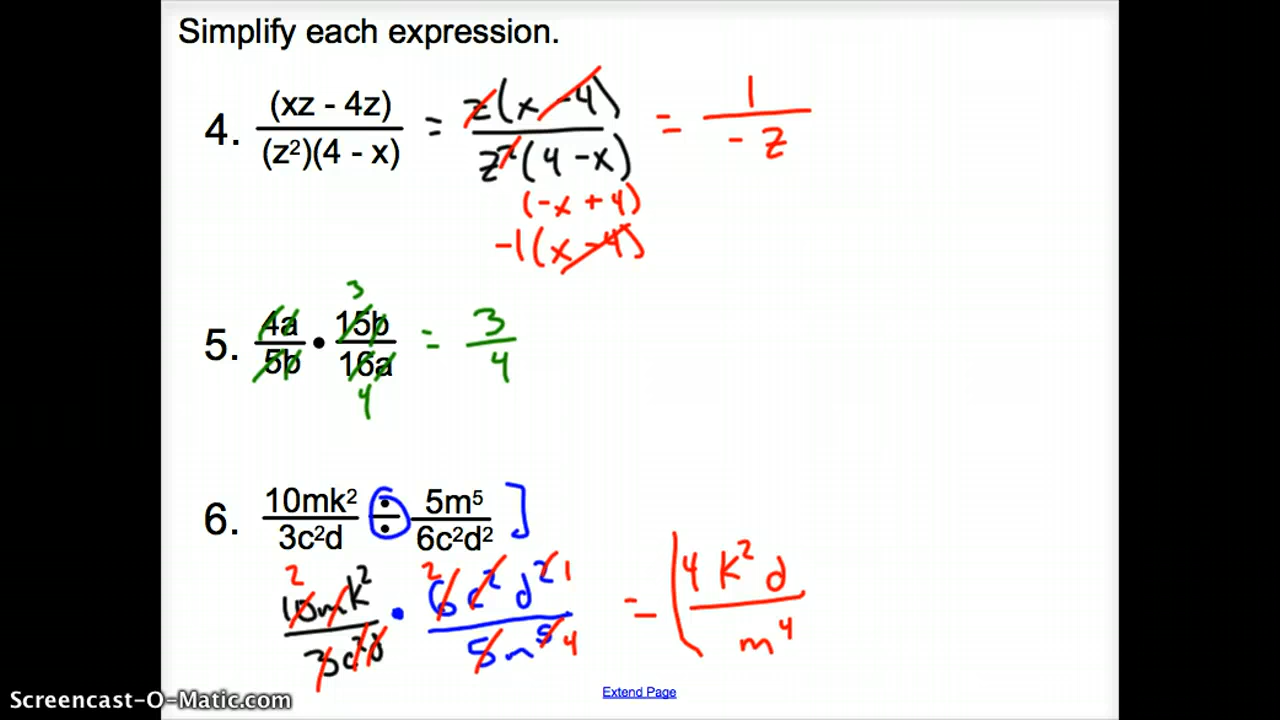 Simplify each expression.
4. (xz - 4z) / (z²)(4 - x) = z(x - 4) / z²(4 - x) = 1 / - z
(-x + 4)
-1(x - 4)
3
5. 4a / 5b • 15b / 16a = 3 / 4
4
6. 10mk² / 3c²d ÷ 5m⁵ / 6c²d² ]
2 2 1
10mk² / 3c²d • 6c²d² / 5m⁵ = ( 4k²d / m⁴
4
Extend Page
Screencast-O-Matic.com